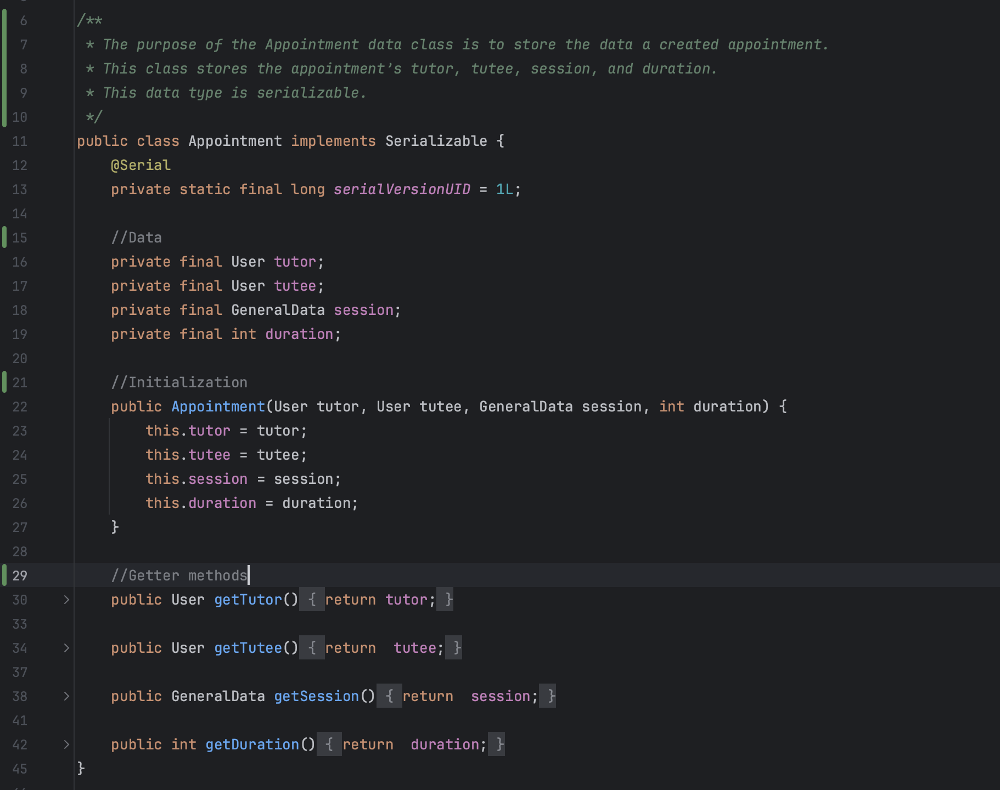 6 /**
7 * The purpose of the Appointment data class is to store the data a created appointment.
8 * This class stores the appointment’s tutor, tutee, session, and duration.
9 * This data type is serializable.
10 */
11 public class Appointment implements Serializable {
12 @Serial
13 private static final long serialVersionUID = 1L;
14
15 //Data
16 private final User tutor;
17 private final User tutee;
18 private final GeneralData session;
19 private final int duration;
20
21 //Initialization
22 public Appointment(User tutor, User tutee, GeneralData session, int duration) {
23 this.tutor = tutor;
24 this.tutee = tutee;
25 this.session = session;
26 this.duration = duration;
27 }
28
29 //Getter methods
30 public User getTutor() { return tutor; }
33
34 public User getTutee() { return  tutee; }
37
38 public GeneralData getSession() { return  session; }
41
42 public int getDuration() { return  duration; }
45 }